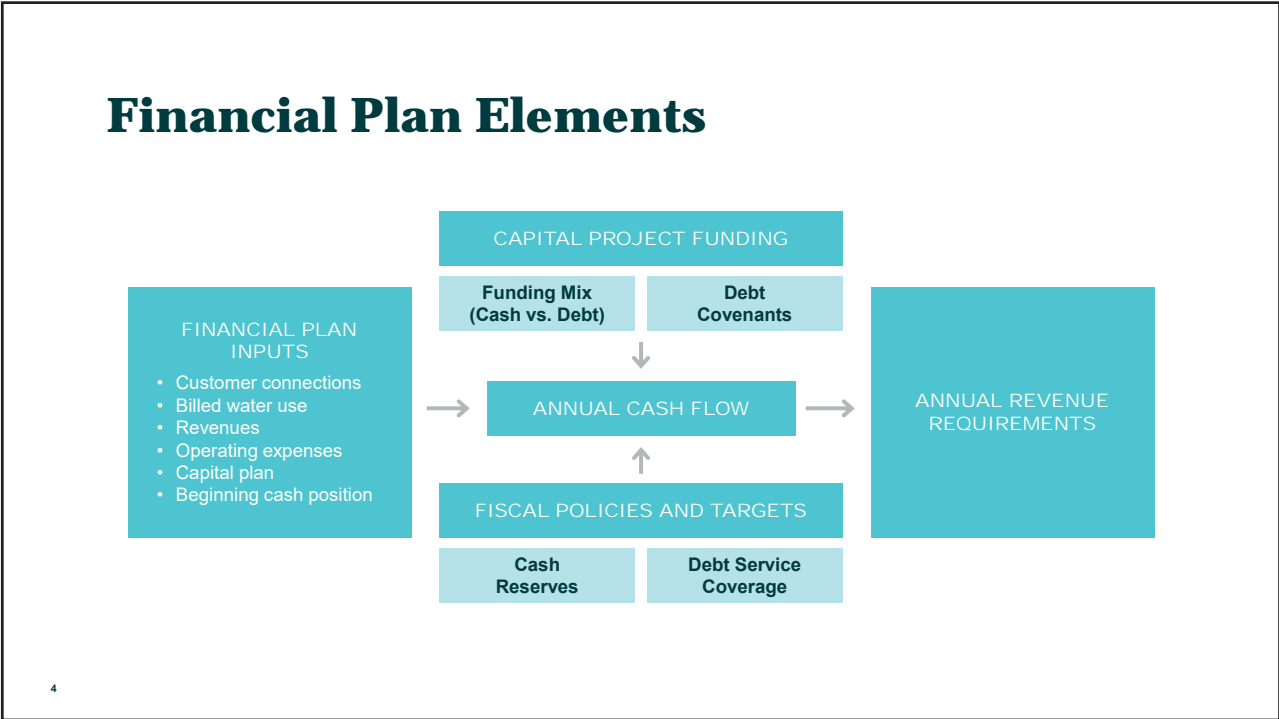 Financial Plan Elements
FINANCIAL PLAN
INPUTS
• Customer connections
• Billed water use
• Revenues
• Operating expenses
• Capital plan
• Beginning cash position
CAPITAL PROJECT FUNDING
Funding Mix
(Cash vs. Debt)
Debt
Covenants
ANNUAL CASH FLOW
FISCAL POLICIES AND TARGETS
Cash
Reserves
Debt Service
Coverage
ANNUAL REVENUE
REQUIREMENTS
4